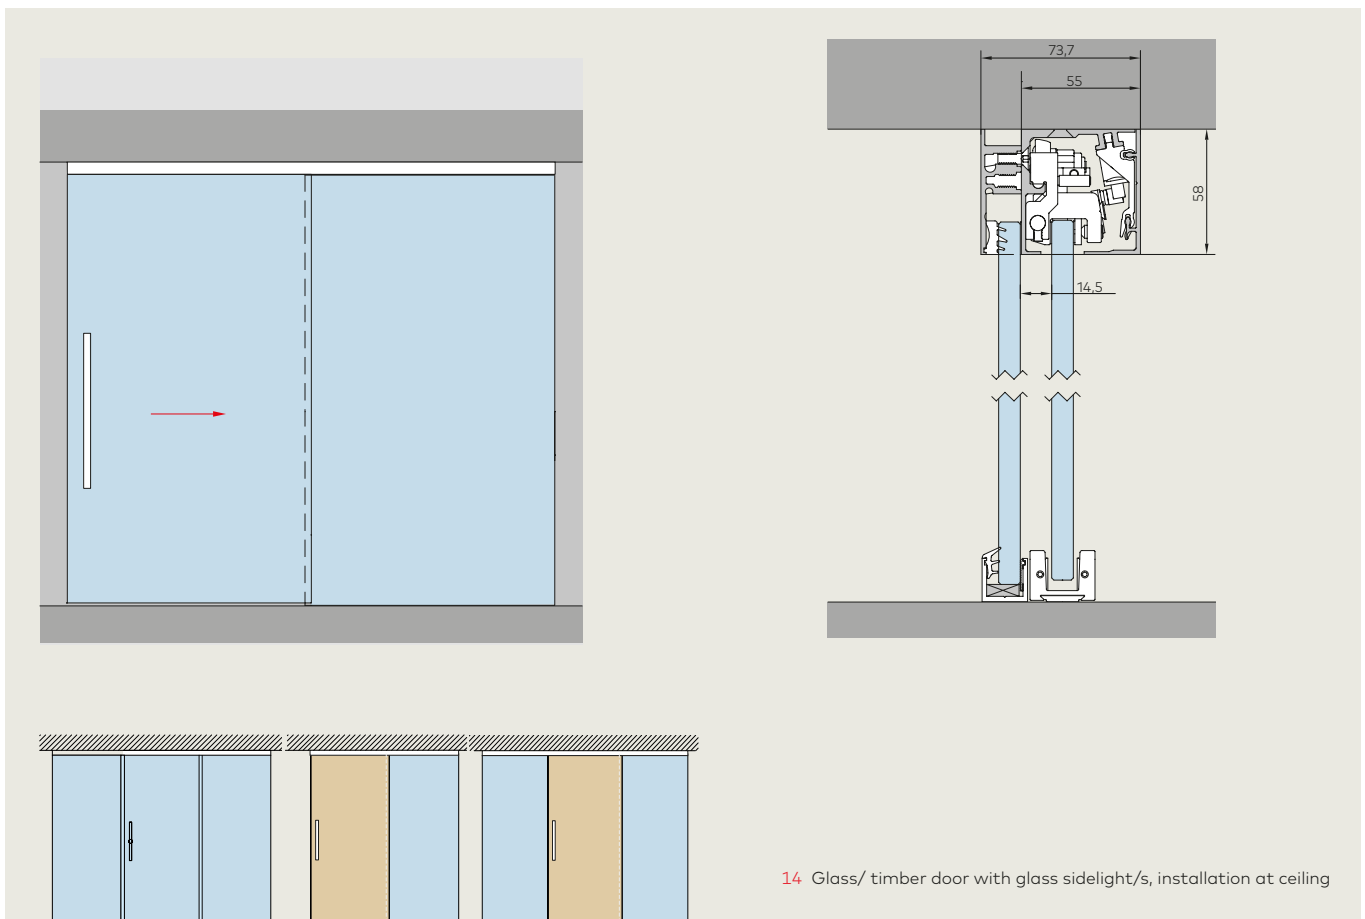 73,7
55
58
14,5
14 Glass/ timber door with glass sidelight/s, installation at ceiling